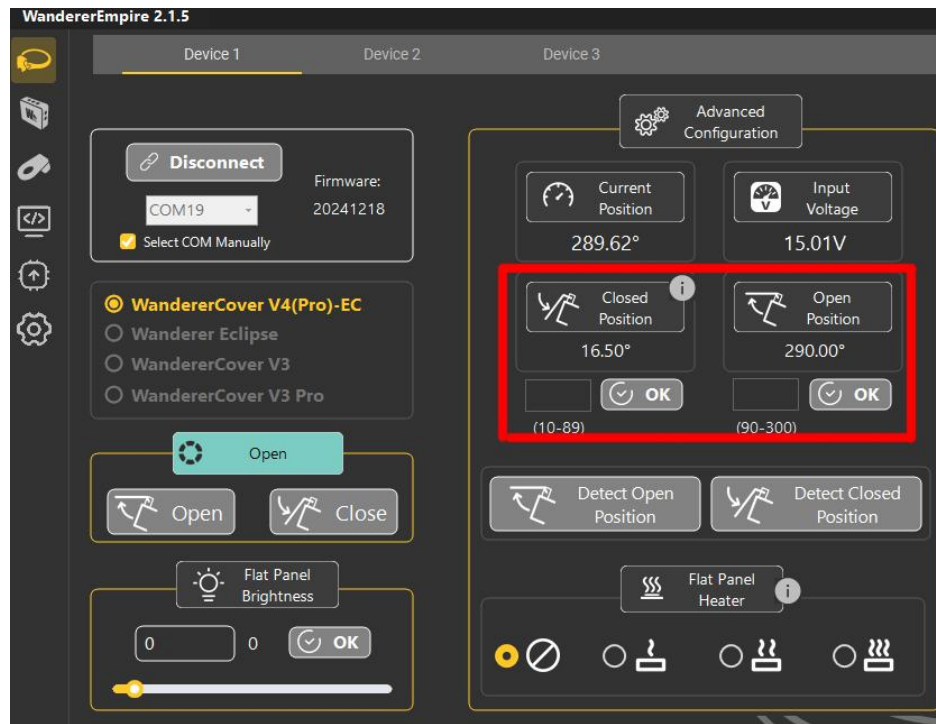 WandererEmpire 2.1.5
Device 1
Device 2
Device 3
Disconnect
COM19
Select COM Manually
Firmware:
20241218
WandererCover V4(Pro)-EC
Wanderer Eclipse
WandererCover V3
WandererCover V3 Pro
Open
Open
Close
Flat Panel
Brightness
0
0
OK
Advanced
Configuration
Current
Position
289.62°
Input
Voltage
15.01V
Closed
Position
16.50°
OK
(10-89)
Open
Position
290.00°
OK
(90-300)
Detect Open
Position
Detect Closed
Position
Flat Panel
Heater